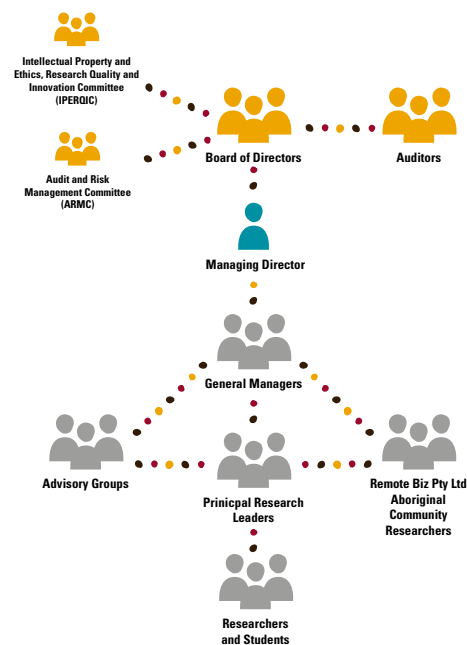 Intellectual Property and
Ethics, Research Quality and
Innovation Committee
(IPERQIC)
Board of Directors
Auditors
Audit and Risk
Management Committee
(ARMC)
Managing Director
General Managers
Advisory Groups
Prinicpal Research
Leaders
Remote Biz Pty Ltd
Aboriginal
Community
Researchers
Researchers
and Students